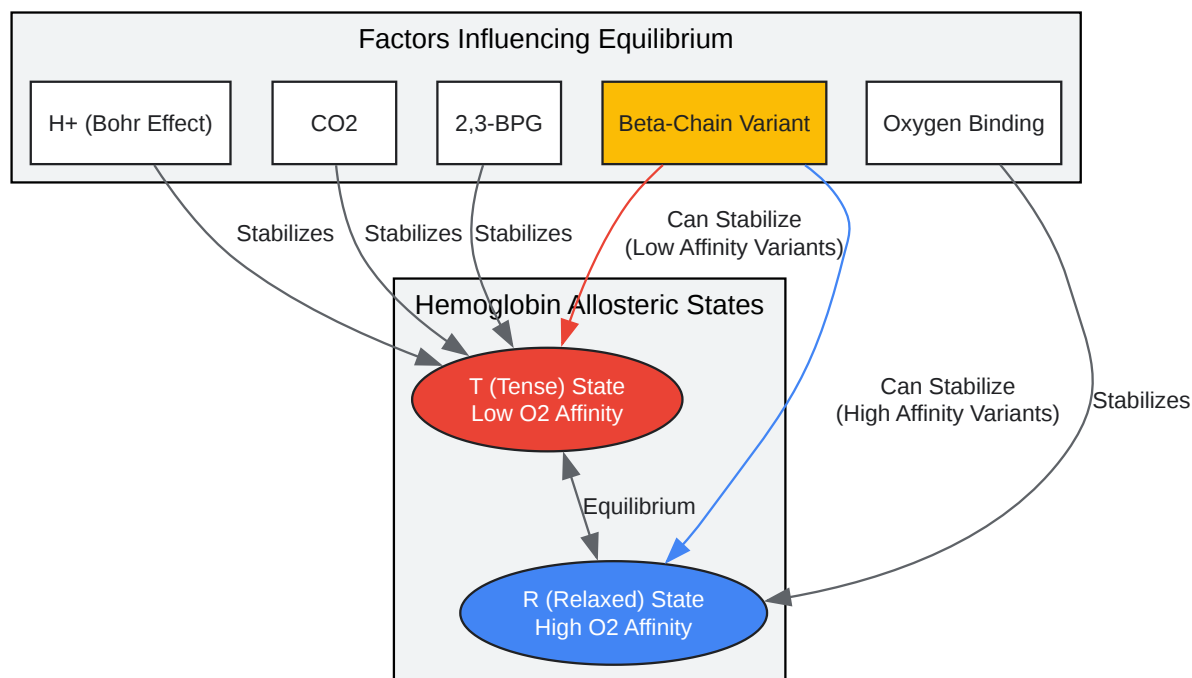 Factors Influencing Equilibrium
H+ (Bohr Effect)
CO2
2,3-BPG
Beta-Chain Variant
Oxygen Binding
Stabilizes
Stabilizes
Stabilizes
Can Stabilize
(Low Affinity Variants)
Hemoglobin Allosteric States
T (Tense) State
Low O2 Affinity
Can Stabilize
(High Affinity Variants)
Stabilizes
Equilibrium
R (Relaxed) State
High O2 Affinity